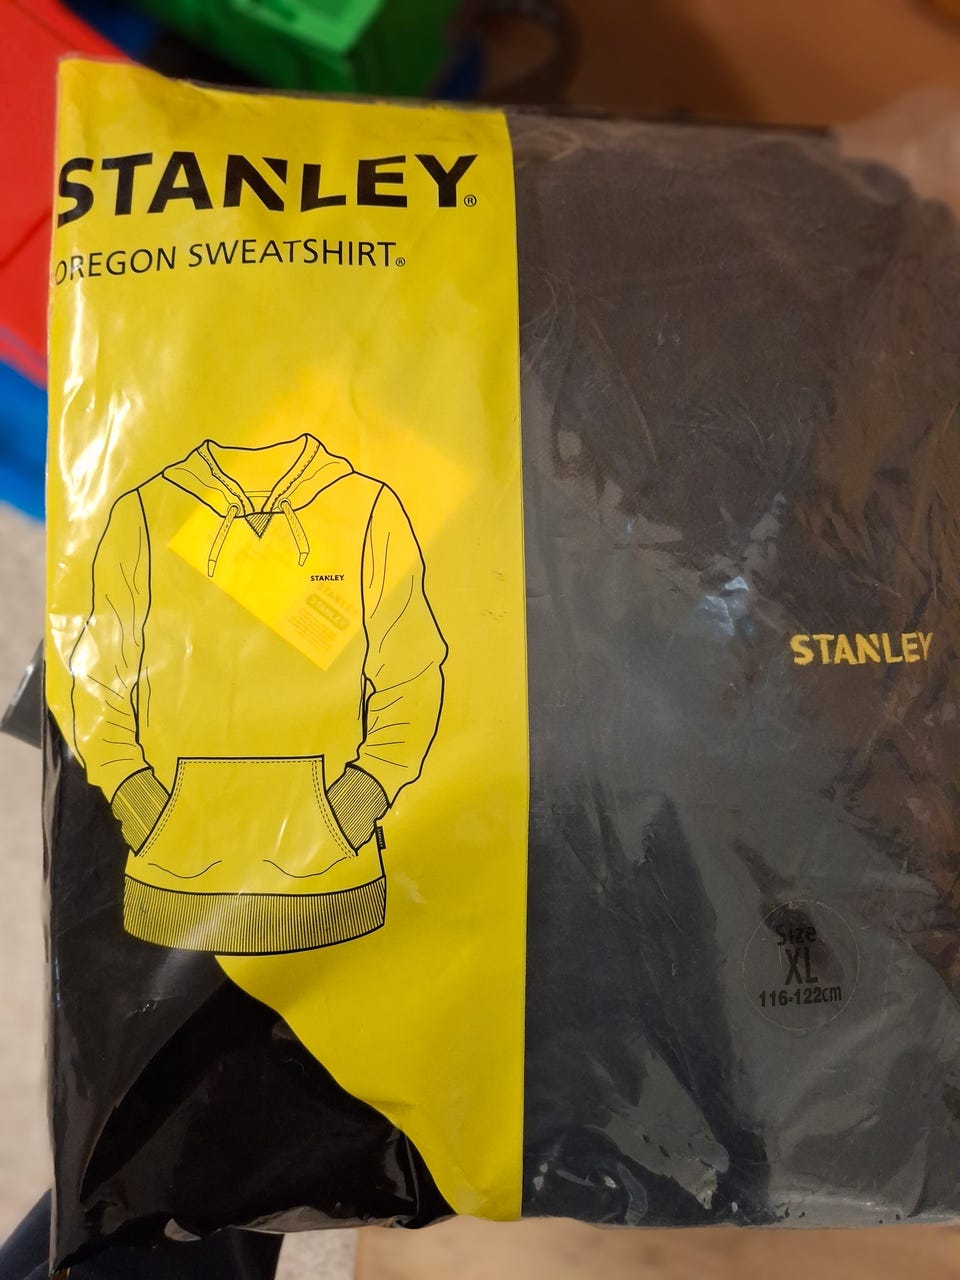 STANLEY®
OREGON SWEATSHIRT®
STANLEY
STANLEY
Size
XL
116-122cm